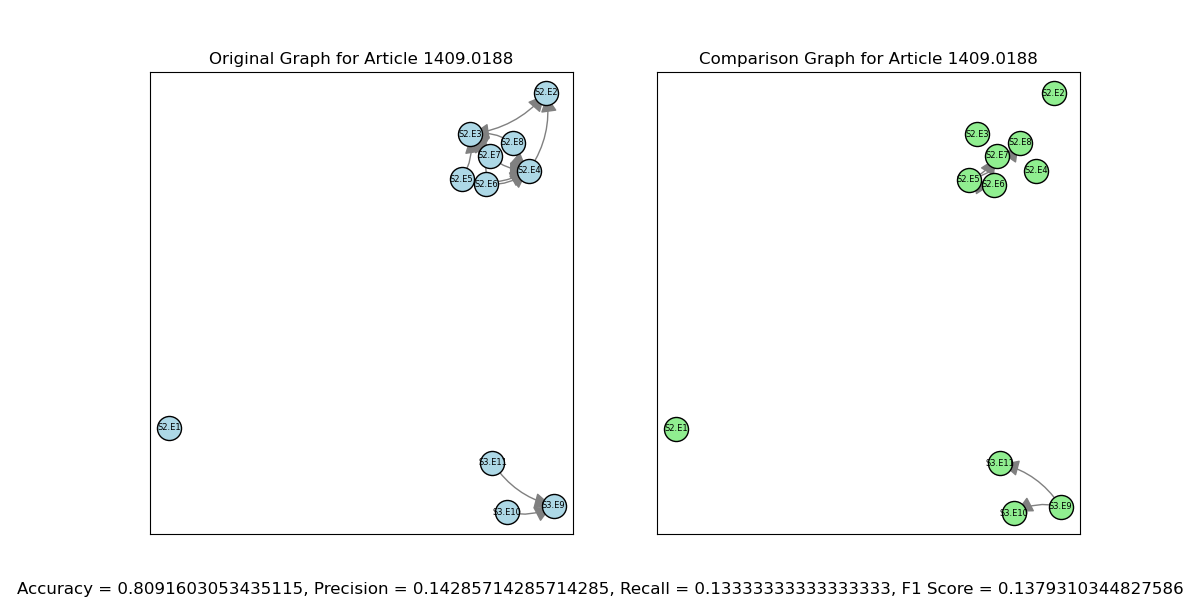 Original Graph for Article 1409.0188
Comparison Graph for Article 1409.0188
S2.E2
S2.E3
S2.E8
S2.E7
S2.E4
S2.E5
S2.E6
S2.E1
S3.E11
S3.E9
S3.E10
S2.E2
S2.E3
S2.E8
S2.E7
S2.E4
S2.E5
S2.E6
S2.E1
S3.E11
S3.E9
S3.E10
Accuracy = 0.8091603053435115, Precision = 0.14285714285714285, Recall = 0.13333333333333333, F1 Score = 0.1379310344827586